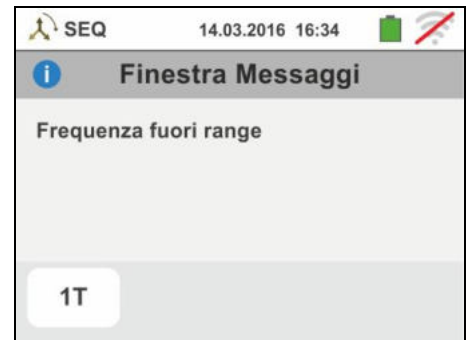 SEQ 14.03.2016 16:34
i Finestra Messaggi
Frequenza fuori range
1T